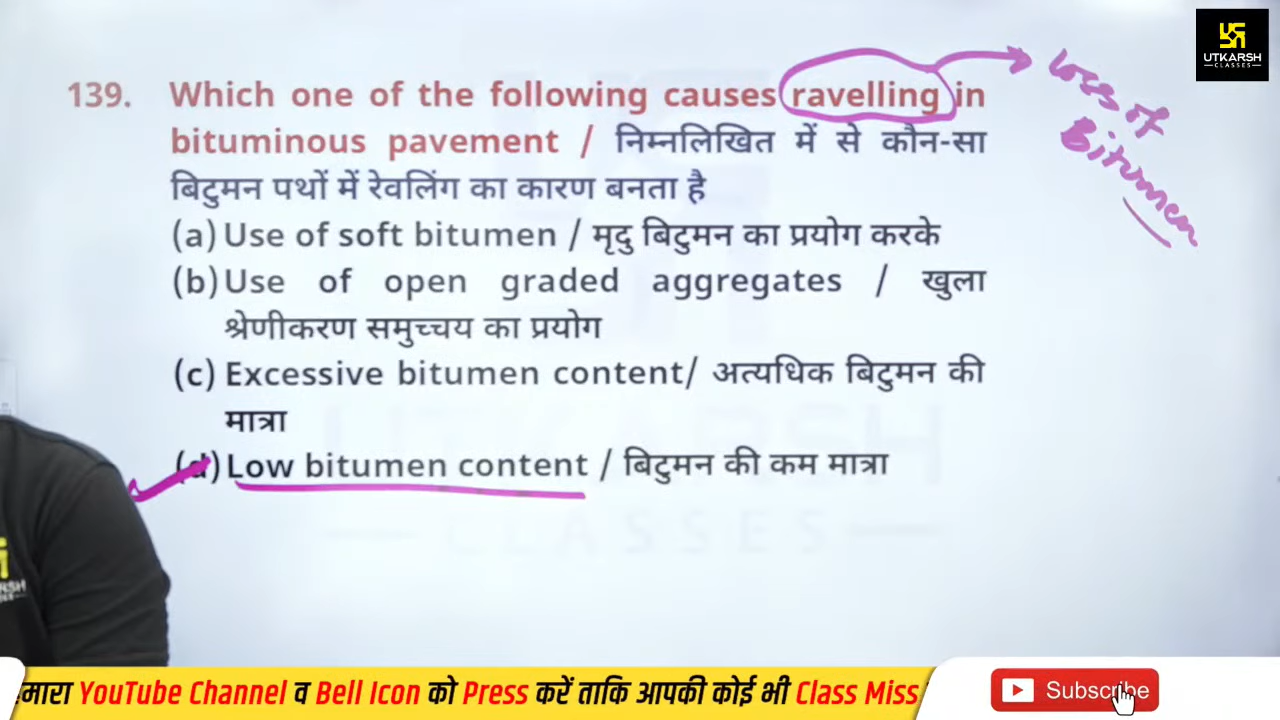 UTKARSH
CLASSES
139. Which one of the following causes ravelling in
bituminous pavement / निम्नलिखित में से कौन-सा
बिटुमन पथों में रेवलिंग का कारण बनता है
(a) Use of soft bitumen / मृदु बिटुमन का प्रयोग करके
(b) Use of open graded aggregates / खुला
श्रेणीकरण समुच्चय का प्रयोग
(c) Excessive bitumen content/ अत्यधिक बिटुमन की
मात्रा
(d) Low bitumen content / बिटुमन की कम मात्रा
Loss of
Bitumen
UTKARSH
CLASSES
मारा YouTube Channel व Bell Icon को Press करें ताकि आपकी कोई भी Class Miss
Subscribe